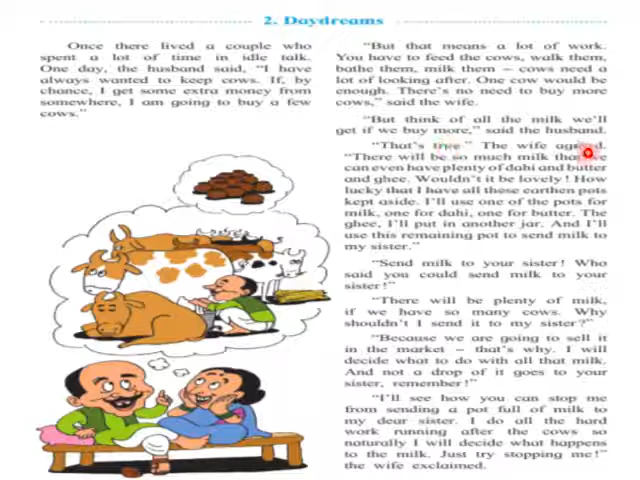 2. Daydreams
Once there lived a couple who
spent a lot of time in idle talk.
One day, the husband said, "I have
always wanted to keep cows. If, by
chance, I get some extra money from
somewhere, I am going to buy a few
cows."
"But that means a lot of work.
You have to feed the cows, walk them,
bathe them, milk them – cows need a
lot of looking after. One cow would be
enough. There's no need to buy more
cows," said the wife.
"But think of all the milk we'll
get if we buy more," said the husband.
"That's true." The wife agreed.
"There will be so much milk that we
can even have plenty of dahi and butter
and ghee. Wouldn't it be lovely! How
lucky that I have all these earthen pots
kept aside. I'll use one of the pots for
milk, one for dahi, one for butter. The
ghee, I'll put in another jar. And I'll
use this remaining pot to send milk to
my sister."
"Send milk to your sister! Who
said you could send milk to your
sister!"
"There will be plenty of milk,
if we have so many cows. Why
shouldn't I send it to my sister?"
"Because we are going to sell it
in the market – that's why. I will
decide what to do with all that milk.
And not a drop of it goes to your
sister, remember!"
"I'll see how you can stop me
from sending a pot full of milk to
my dear sister. I do all the hard
work running after the cows so
naturally I will decide what happens
to the milk. Just try stopping me!"
the wife exclaimed.